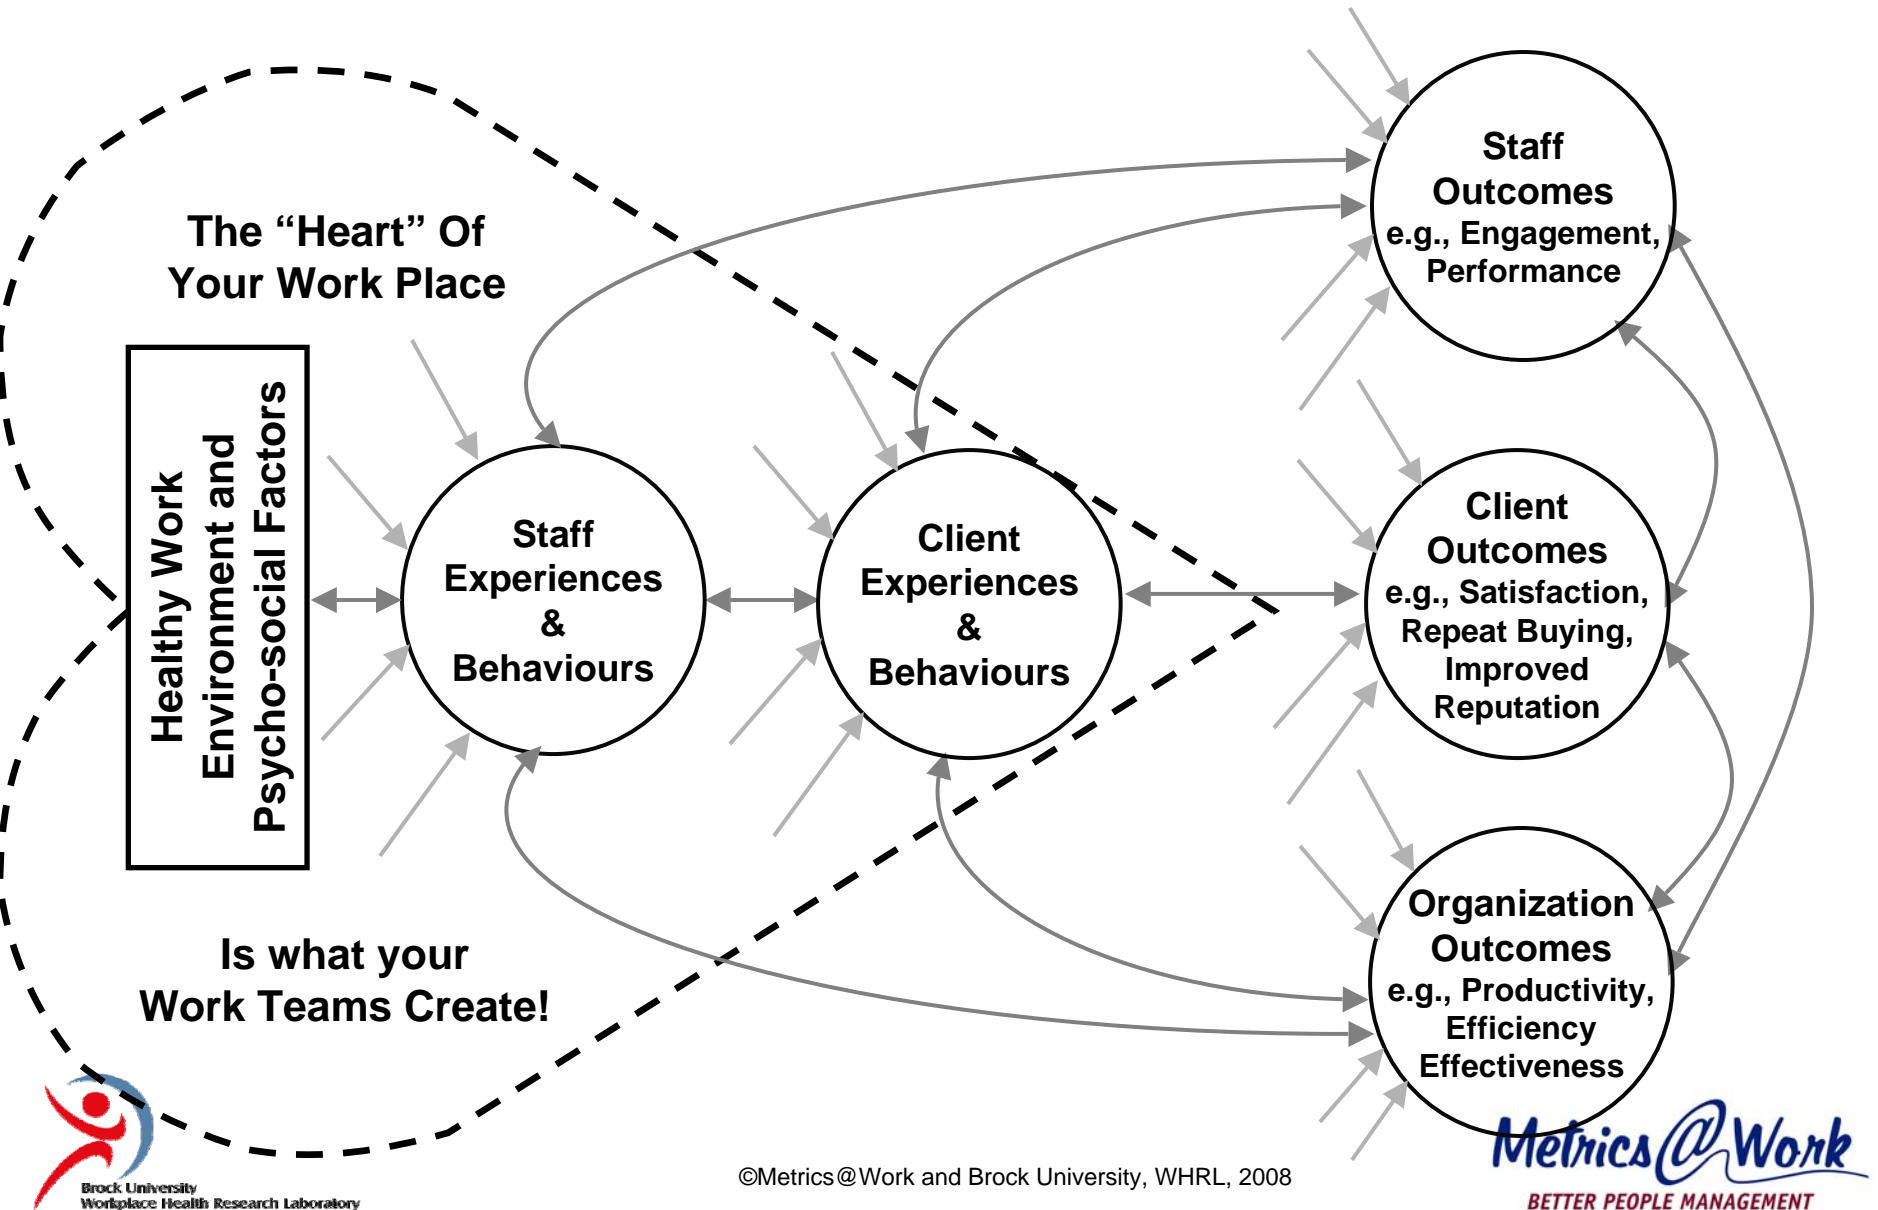 The “Heart” Of
Your Work Place
Healthy Work
Environment and
Psycho-social Factors
Staff
Experiences
&
Behaviours
Client
Experiences
&
Behaviours
Staff
Outcomes
e.g., Engagement,
Performance
Client
Outcomes
e.g., Satisfaction,
Repeat Buying,
Improved
Reputation
Organization
Outcomes
e.g., Productivity,
Efficiency
Effectiveness
Is what your
Work Teams Create!
Brock University
Workplace Health Research Laboratory
©Metrics@Work and Brock University, WHRL, 2008
Metrics@Work
BETTER PEOPLE MANAGEMENT